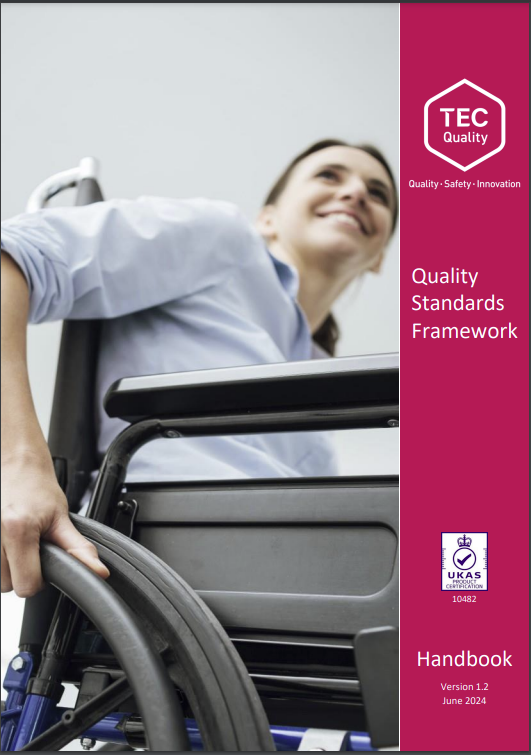 TEC
Quality
Quality · Safety · Innovation
Quality
Standards
Framework
UKAS
PRODUCT
CERTIFICATION
10482
Handbook
Version 1.2
June 2024